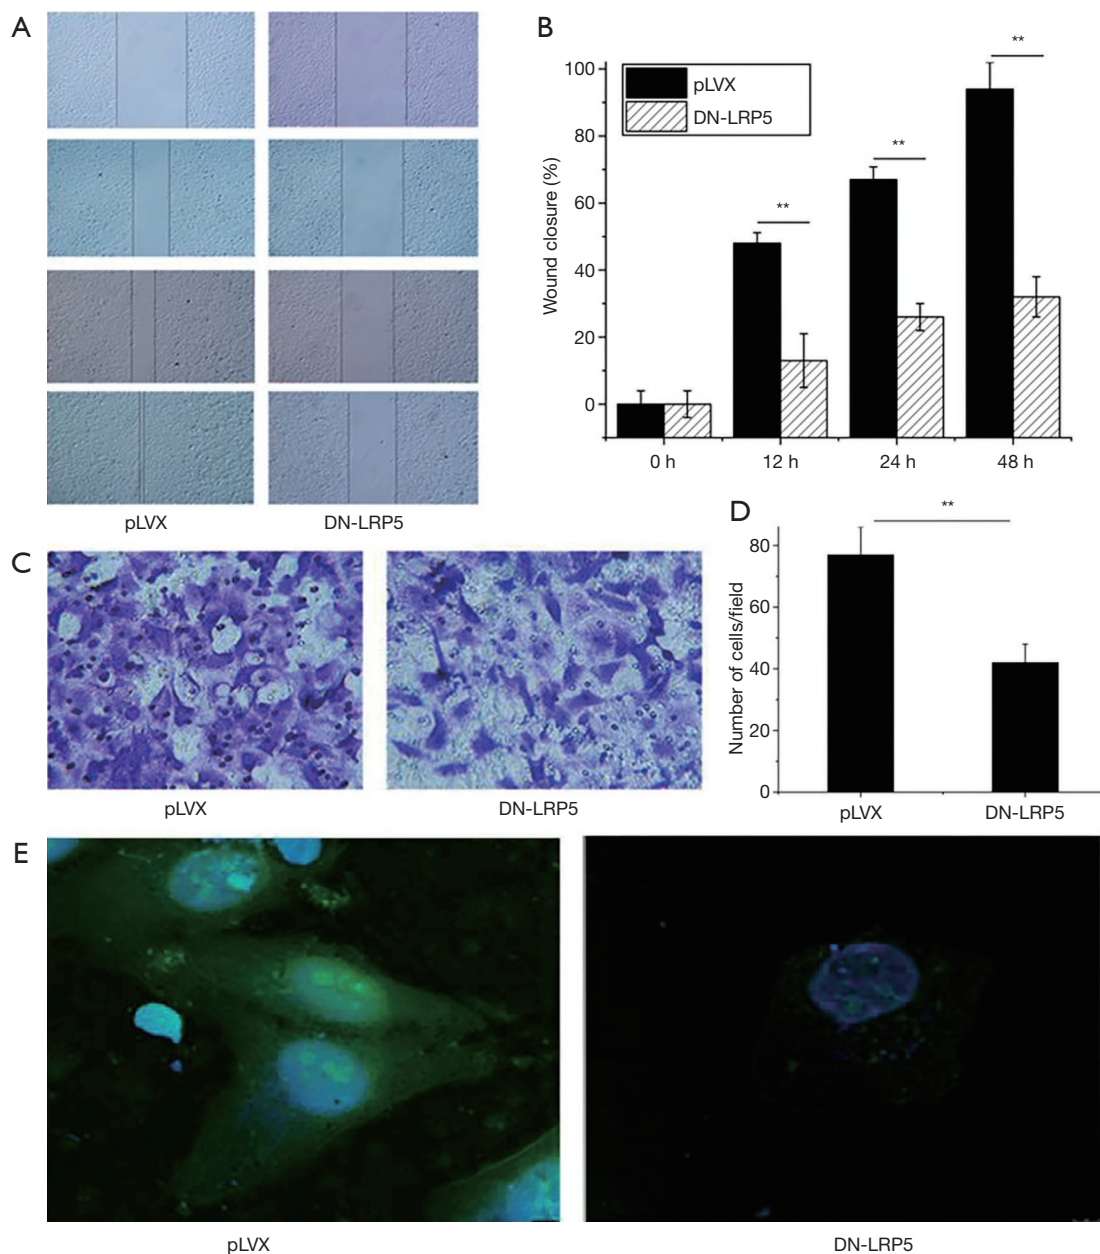 A
pLVX
DN-LRP5
B
Wound closure (%)
100
80
60
40
20
0
pLVX
DN-LRP5
**
**
**
0 h
12 h
24 h
48 h
C
pLVX
DN-LRP5
D
Number of cells/field
80
60
40
20
0
**
pLVX
DN-LRP5
E
pLVX
DN-LRP5